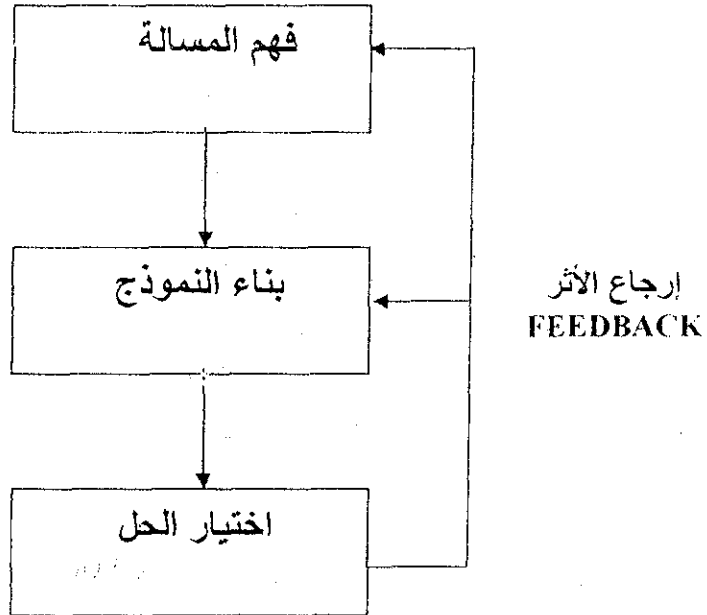 فهم المسالة
بناء النموذج
إرجاع الأثر
FEEDBACK
اختيار الحل